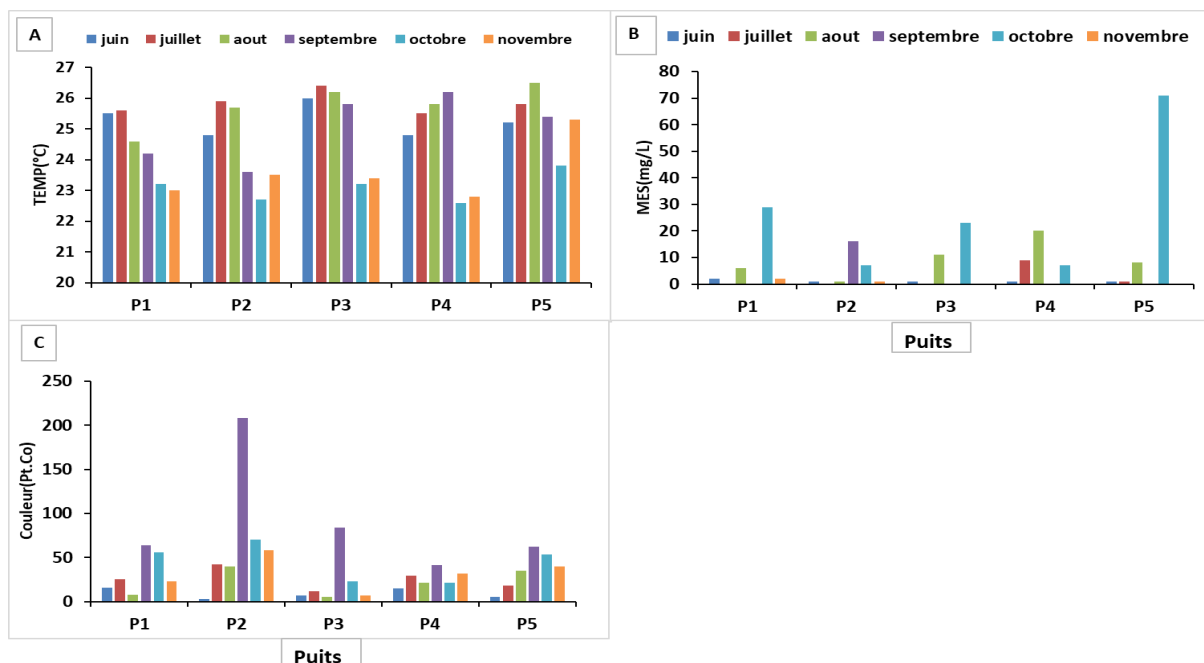 A
juin juillet aout septembre octobre novembre
TEMP(°C)
27
26
25
24
23
22
21
20
P1 P2 P3 P4 P5
B
juin juillet aout septembre octobre novembre
MES(mg/L)
80
70
60
50
40
30
20
10
0
P1 P2 P3 P4 P5
Puits
C
Couleur(Pt.Co)
250
200
150
100
50
0
P1 P2 P3 P4 P5
Puits